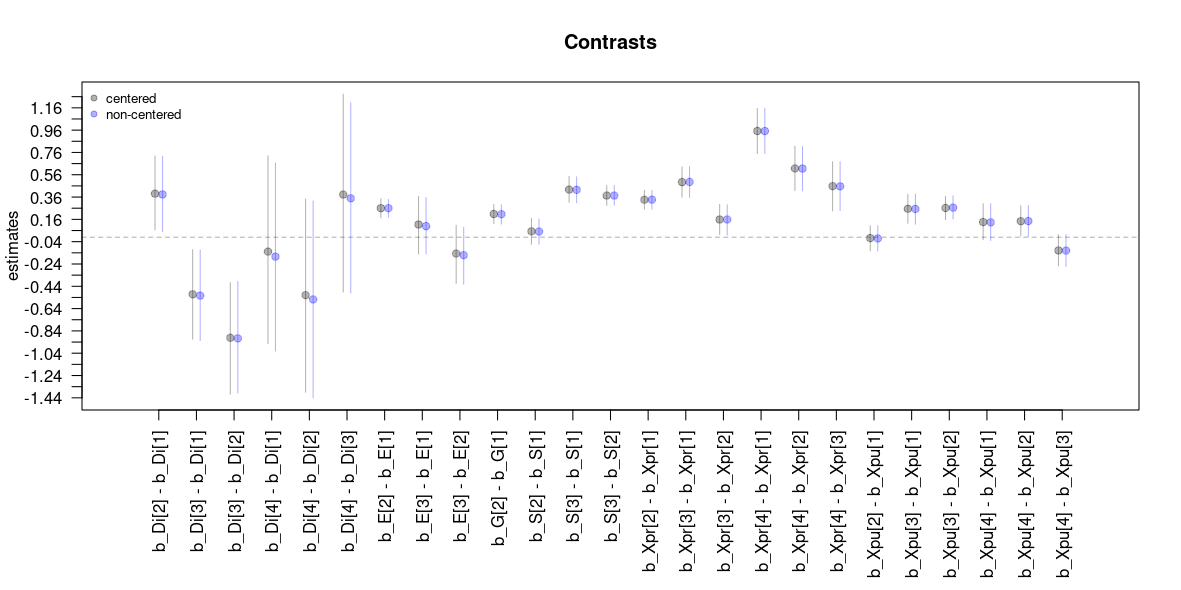 Contrasts
centered
non-centered
estimates
1.16
0.96
0.76
0.56
0.36
0.16
-0.04
-0.24
-0.44
-0.64
-0.84
-1.04
-1.24
-1.44
b_Di[2] - b_Di[1]
b_Di[3] - b_Di[1]
b_Di[3] - b_Di[2]
b_Di[4] - b_Di[1]
b_Di[4] - b_Di[2]
b_Di[4] - b_Di[3]
b_E[2] - b_E[1]
b_E[3] - b_E[1]
b_E[3] - b_E[2]
b_G[2] - b_G[1]
b_S[2] - b_S[1]
b_S[3] - b_S[1]
b_S[3] - b_S[2]
b_Xpr[2] - b_Xpr[1]
b_Xpr[3] - b_Xpr[1]
b_Xpr[3] - b_Xpr[2]
b_Xpr[4] - b_Xpr[1]
b_Xpr[4] - b_Xpr[2]
b_Xpr[4] - b_Xpr[3]
b_Xpu[2] - b_Xpu[1]
b_Xpu[3] - b_Xpu[1]
b_Xpu[3] - b_Xpu[2]
b_Xpu[4] - b_Xpu[1]
b_Xpu[4] - b_Xpu[2]
b_Xpu[4] - b_Xpu[3]